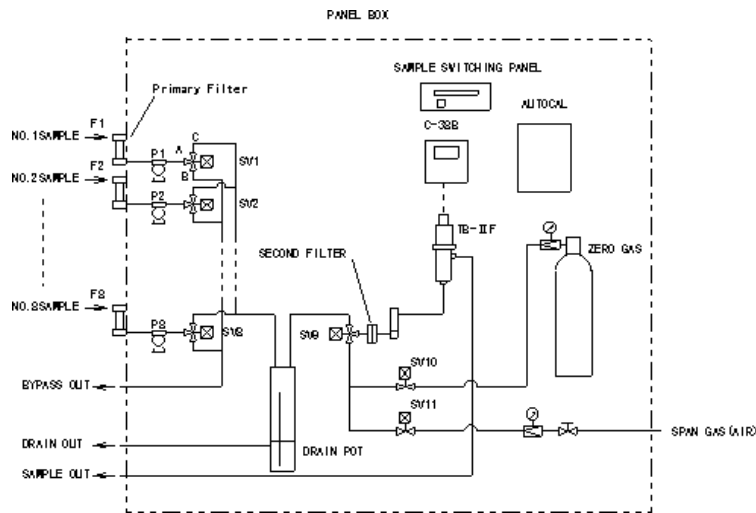 PANEL BOX
SAMPLE SWITCHING PANEL
Primary Filter
AUTOCAL
F1
C-38B
NO.1SAMPLE
C
P1
A
SV1
F2
B
NO.2SAMPLE
P2
SV2
TB-IIF
ZERO GAS
SECOND FILTER
F8
NO.8SAMPLE
P8
SV8
SV9
SV10
BYPASS OUT
SV11
SPAN GAS(AIR)
DRAIN OUT
DRAIN POT
SAMPLE OUT